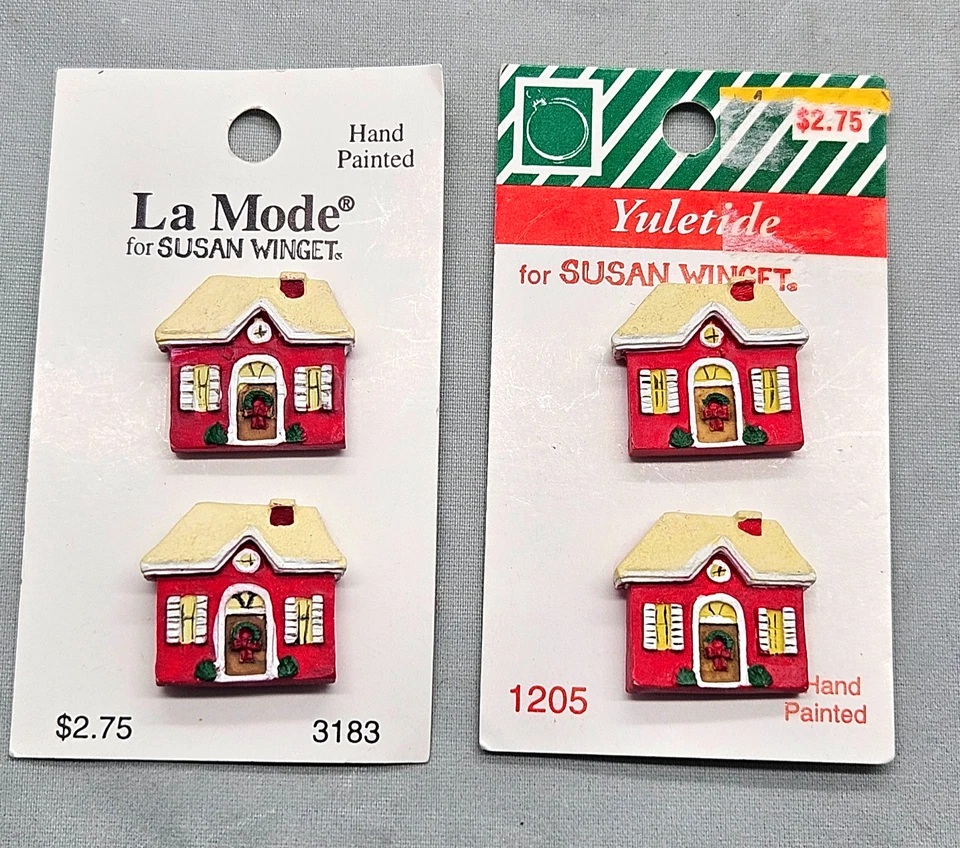 Hand
Painted
La Mode®
for SUSAN WINGET®
$2.75
3183
$2.75
Yuletide
for SUSAN WINGET®
1205
Hand
Painted